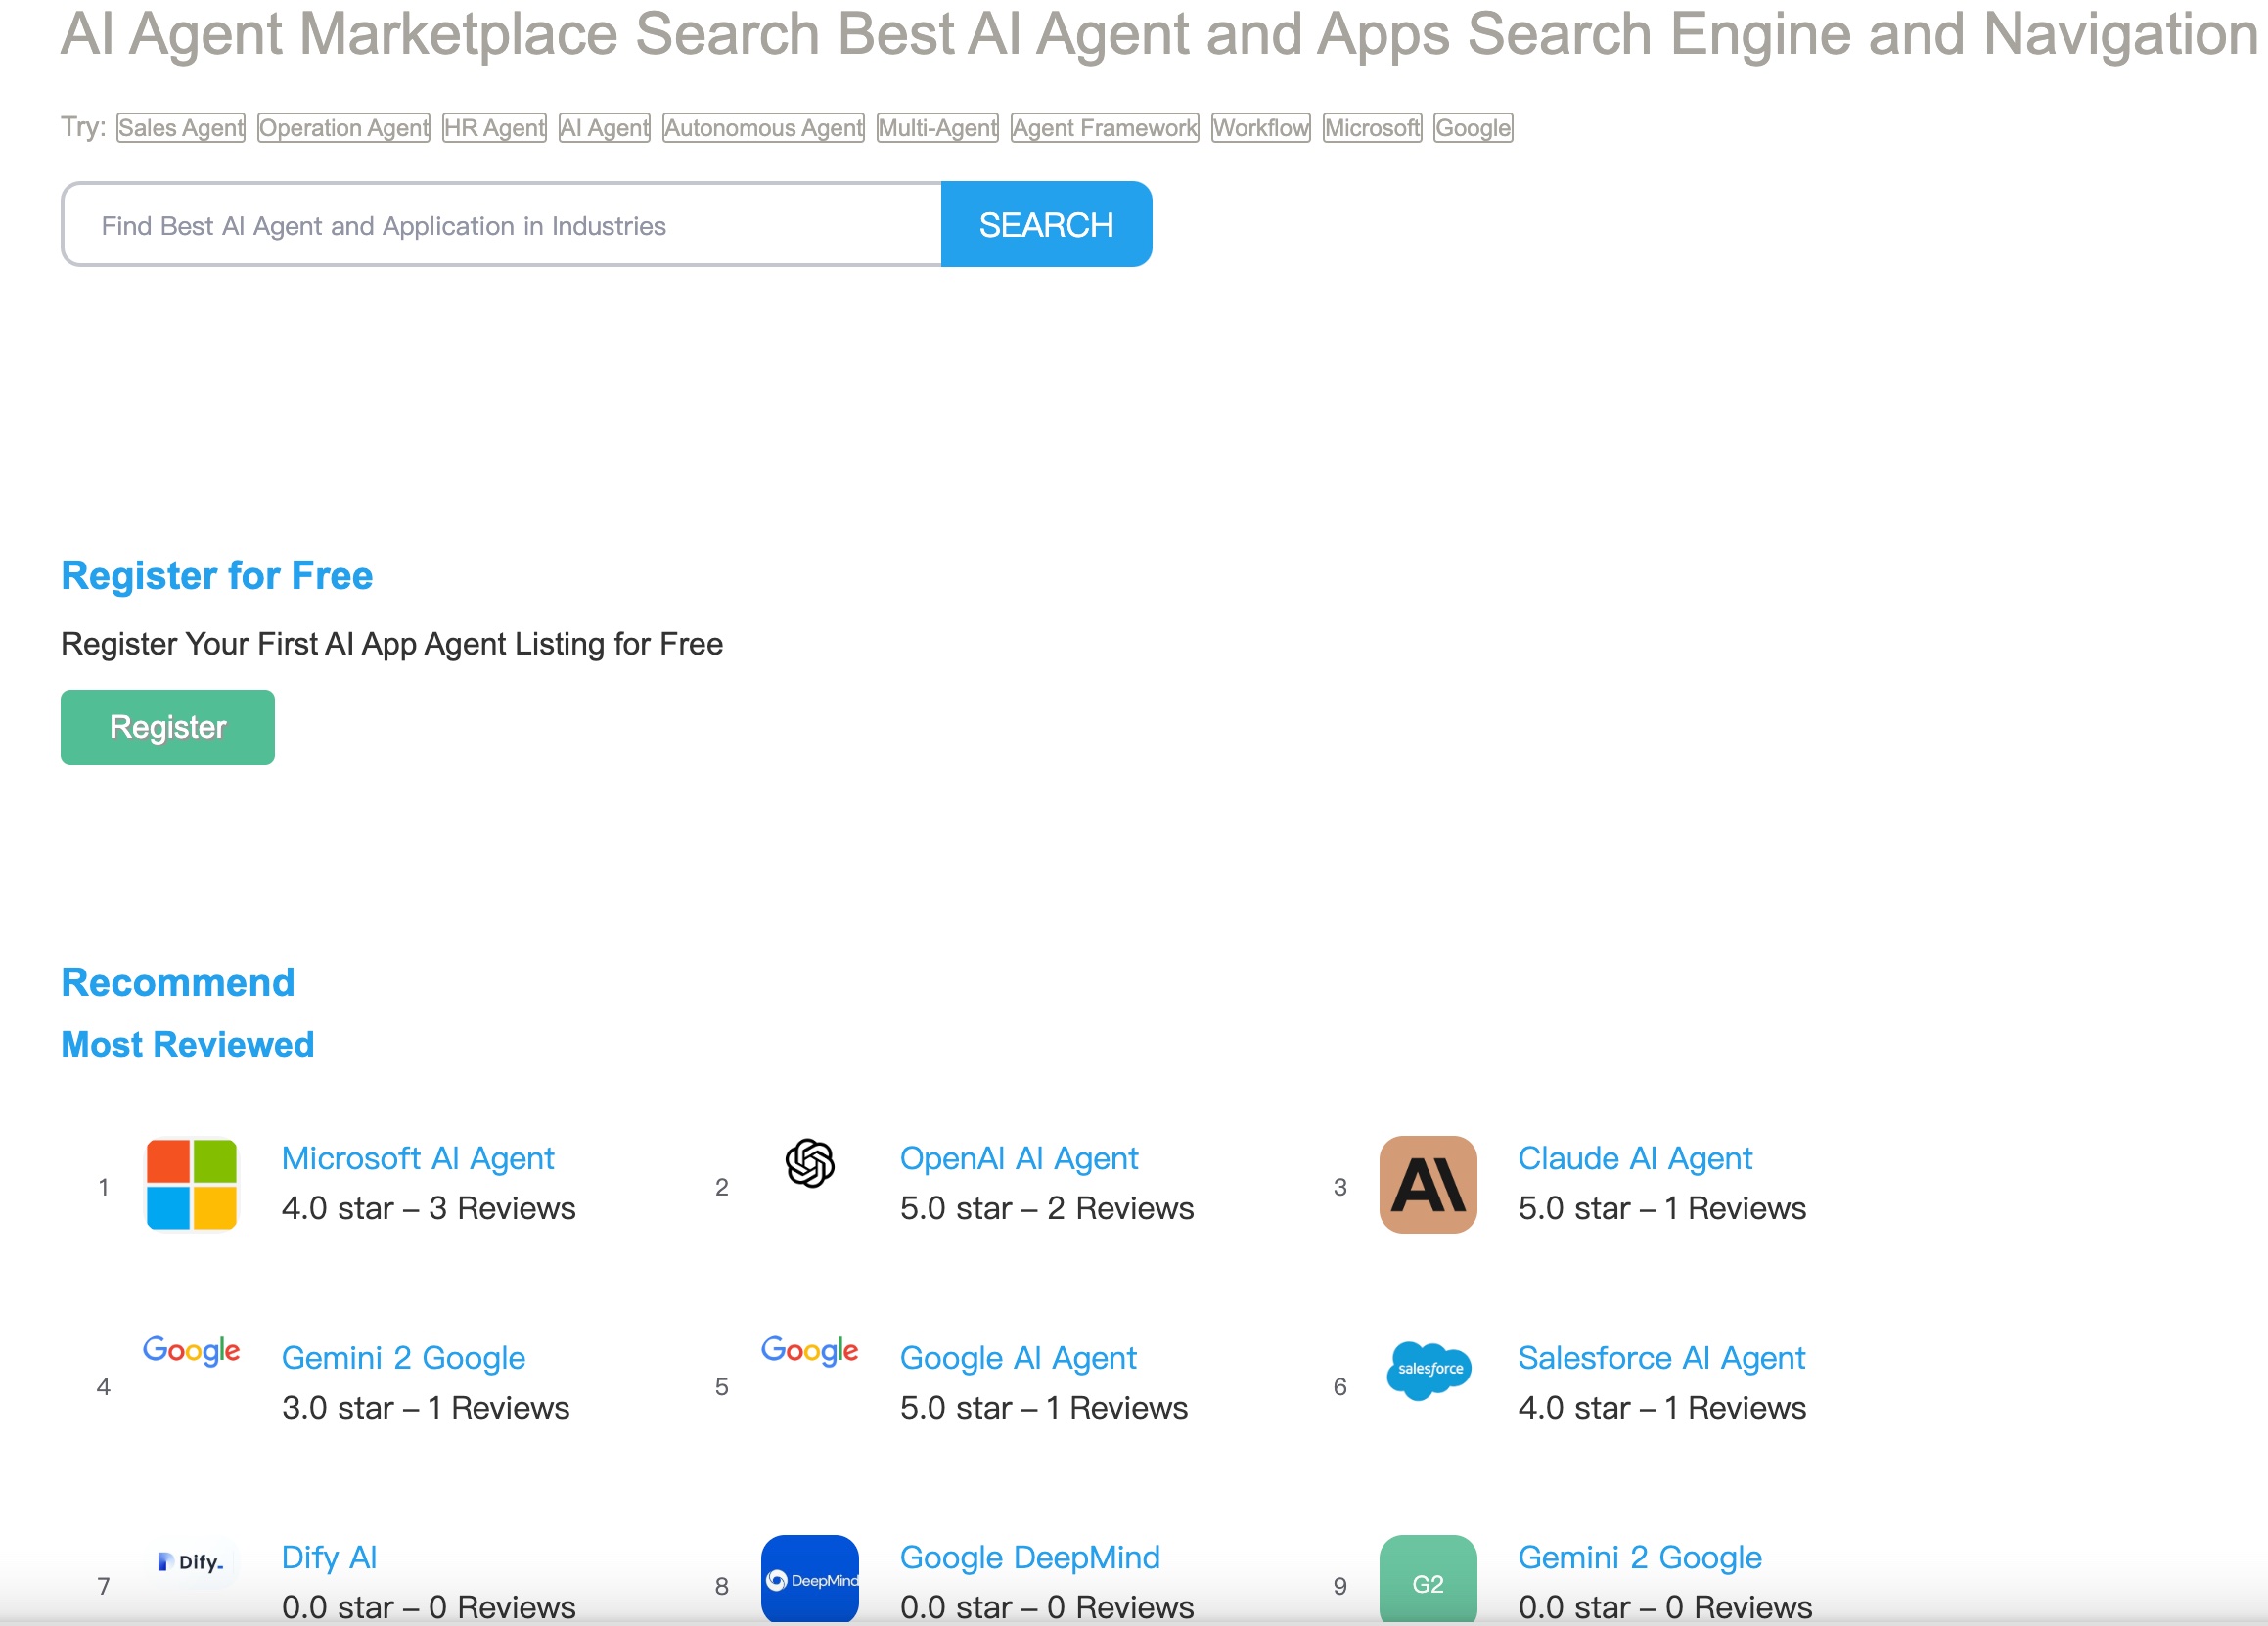 AI Agent Marketplace Search Best AI Agent and Apps Search Engine and Navigation
Try: Sales Agent Operation Agent HR Agent AI Agent Autonomous Agent Multi-Agent Agent Framework Workflow Microsoft Google
Find Best AI Agent and Application in Industries
SEARCH
Register for Free
Register Your First AI App Agent Listing for Free
Register
Recommend
Most Reviewed
1
Microsoft AI Agent
4.0 star – 3 Reviews
2
OpenAI AI Agent
5.0 star – 2 Reviews
3
A\
Claude AI Agent
5.0 star – 1 Reviews
4
Google
Gemini 2 Google
3.0 star – 1 Reviews
5
Google
Google AI Agent
5.0 star – 1 Reviews
6
salesforce
Salesforce AI Agent
4.0 star – 1 Reviews
7
Dify.
Dify AI
0.0 star – 0 Reviews
8
DeepMind
Google DeepMind
0.0 star – 0 Reviews
9
G2
Gemini 2 Google
0.0 star – 0 Reviews